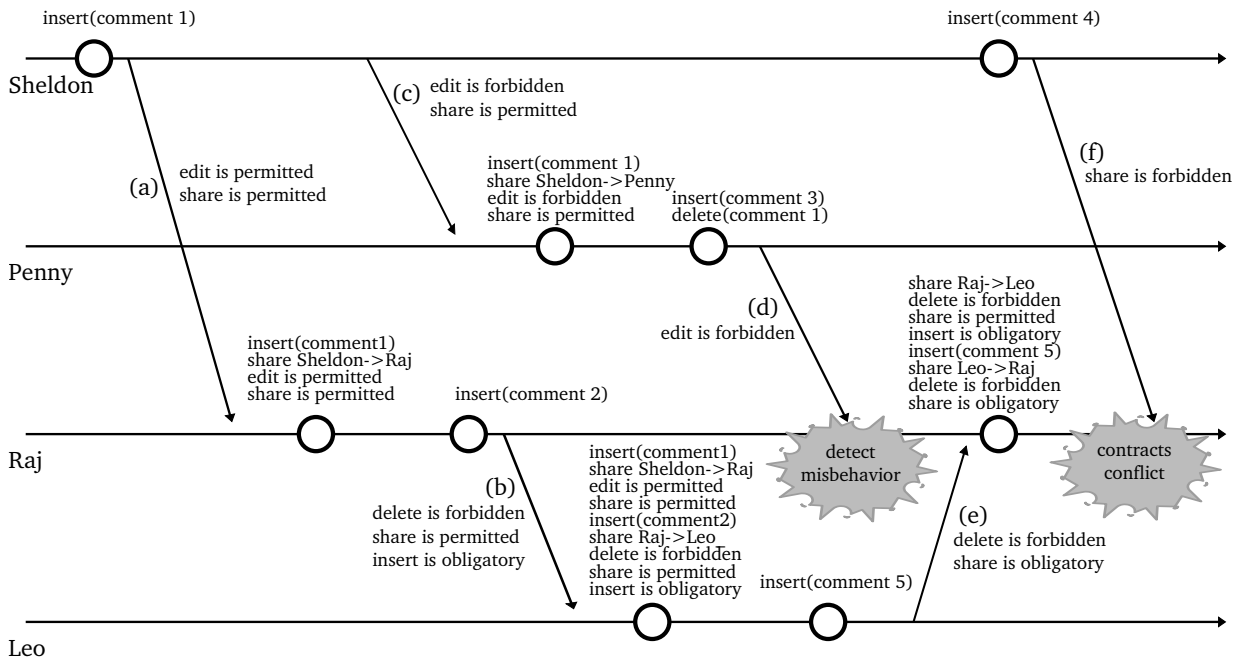 insert(comment 1)
insert(comment 4)
Sheldon
(c)
edit is forbidden
share is permitted
(a)
edit is permitted
share is permitted
(f)
share is forbidden
insert(comment 1)
share Sheldon->Penny
edit is forbidden
share is permitted
insert(comment 3)
delete(comment 1)
Penny
(d)
edit is forbidden
share Raj->Leo
delete is forbidden
share is permitted
insert is obligatory
insert(comment 5)
share Leo->Raj
delete is forbidden
share is obligatory
insert(comment1)
share Sheldon->Raj
edit is permitted
share is permitted
insert(comment 2)
Raj
detect
misbehavior
contracts
conflict
(b)
delete is forbidden
share is permitted
insert is obligatory
insert(comment1)
share Sheldon->Raj
edit is permitted
share is permitted
insert(comment2)
share Raj->Leo_
delete is forbidden
share is permitted
insert is obligatory
(e)
delete is forbidden
share is obligatory
insert(comment 5)
Leo